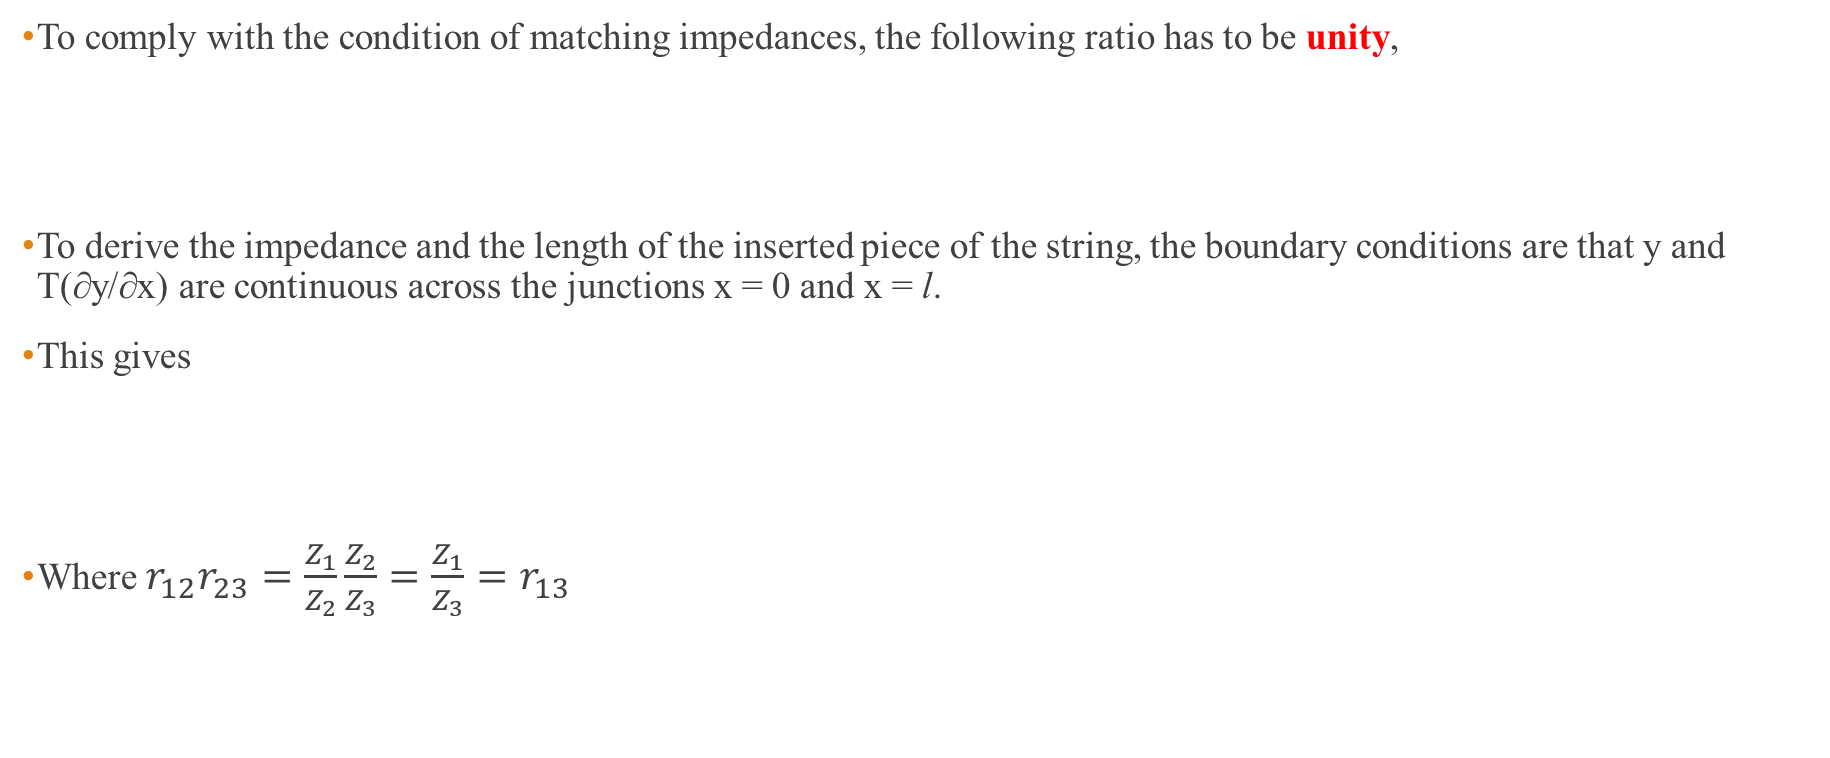 •To comply with the condition of matching impedances, the following ratio has to be unity,
•To derive the impedance and the length of the inserted piece of the string, the boundary conditions are that y and
T(∂y/∂x) are continuous across the junctions x = 0 and x = l.
•This gives
•Where r₁₂r₂₃ = Z₁/Z₂ Z₂/Z₃ = Z₁/Z₃ = r₁₃